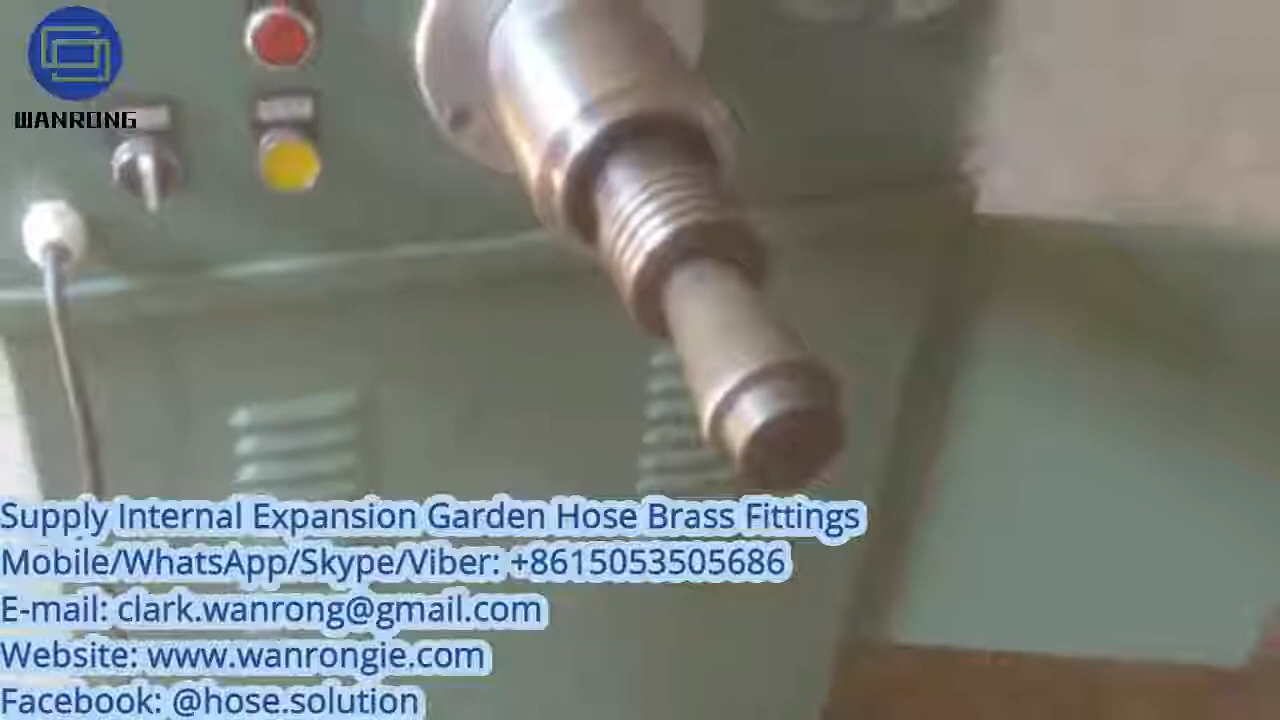 WANRONG
Supply Internal Expansion Garden Hose Brass Fittings
Mobile/WhatsApp/Skype/Viber: +8615053505686
E-mail: clark.wanrong@gmail.com
Website: www.wanrongie.com
Facebook: @hose.solution